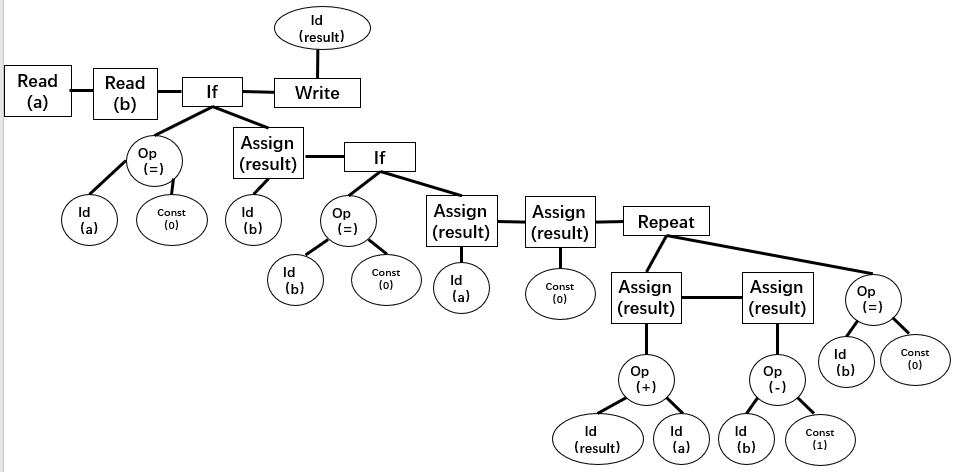 Id
(result)
Read
(a)
Read
(b)
If
Write
Op
(=)
Assign
(result)
If
Id
(a)
Const
(0)
Id
(b)
Op
(=)
Assign
(result)
Assign
(result)
Repeat
Id
(b)
Const
(0)
Id
(a)
Const
(0)
Assign
(result)
Assign
(result)
Op
(=)
Id
(b)
Const
(0)
Op
(+)
Op
(-)
Id
(result)
Id
(a)
Id
(b)
Const
(1)